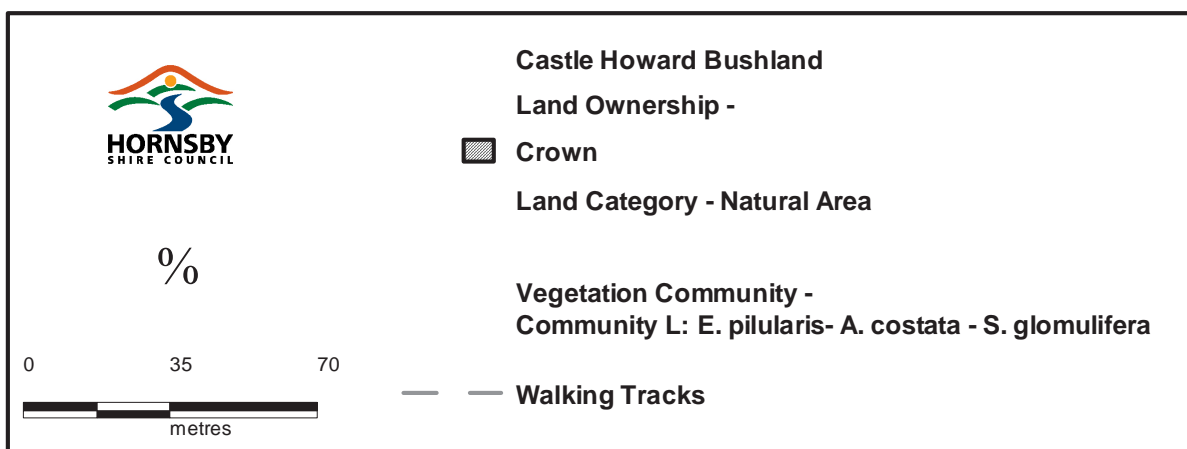 HORNSBY
SHIRE COUNCIL
%
0 35 70
metres
Castle Howard Bushland
Land Ownership -
Crown
Land Category - Natural Area
Vegetation Community -
Community L: E. pilularis- A. costata - S. glomulifera
Walking Tracks